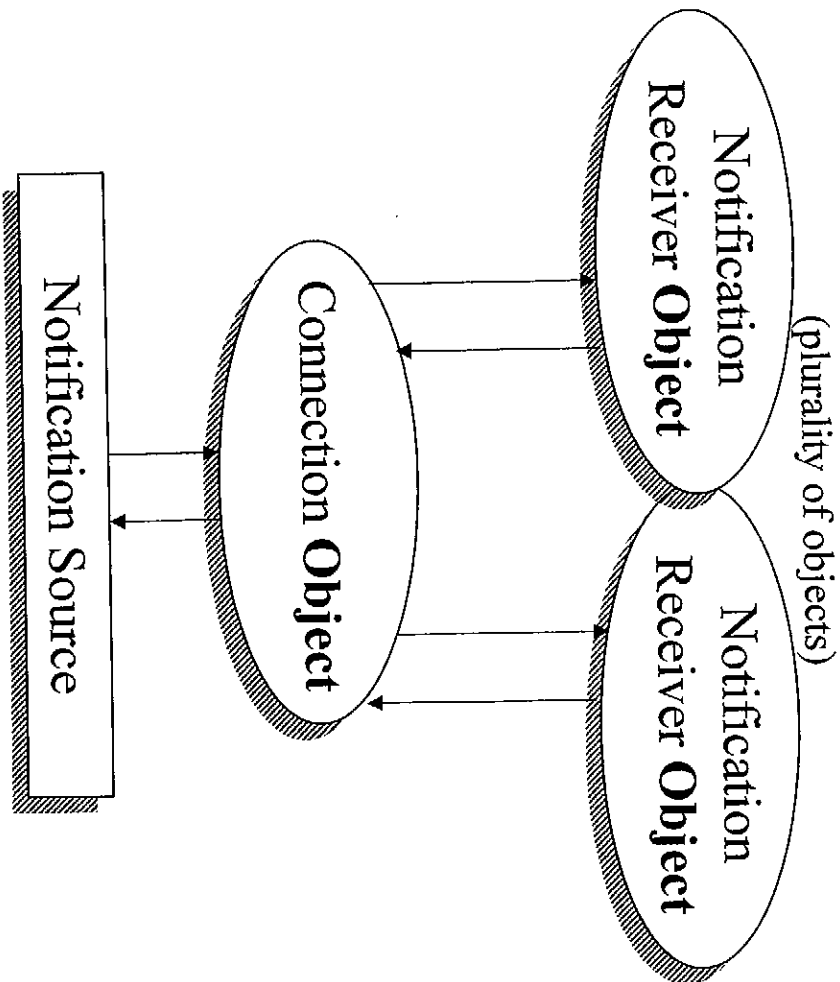 (plurality of objects)
Notification
Receiver Object
Notification
Receiver Object
Connection Object
Notification Source